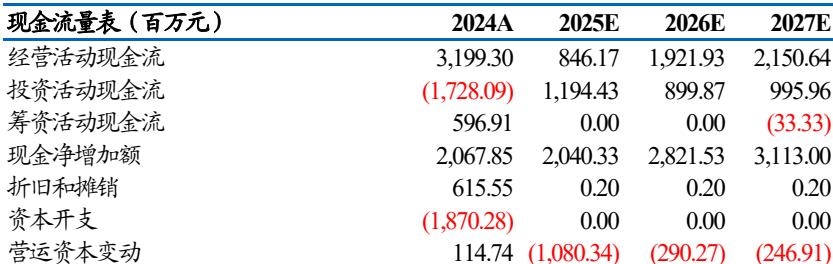 现金流量表（百万元） 2024A 2025E 2026E 2027E
经营活动现金流 3,199.30 846.17 1,921.93 2,150.64
投资活动现金流 (1,728.09) 1,194.43 899.87 995.96
筹资活动现金流 596.91 0.00 0.00 (33.33)
现金净增加额 2,067.85 2,040.33 2,821.53 3,113.00
折旧和摊销 615.55 0.20 0.20 0.20
资本开支 (1,870.28) 0.00 0.00 0.00
营运资本变动 114.74 (1,080.34) (290.27) (246.91)